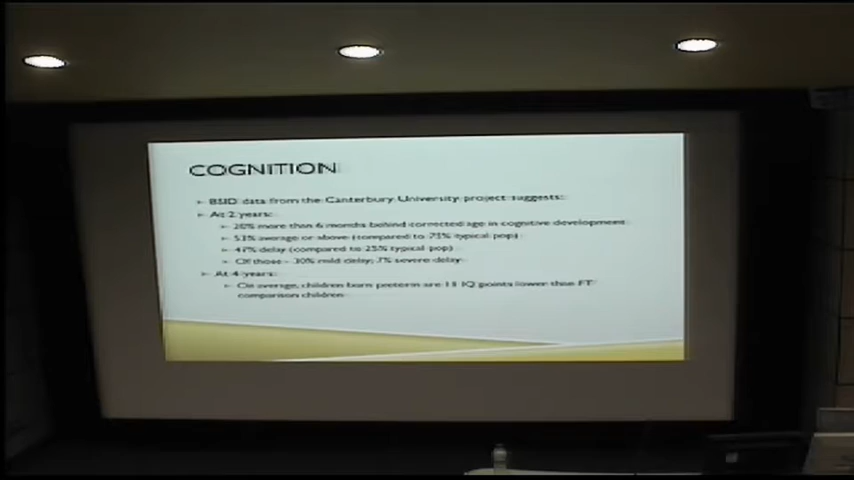 COGNITION
BSID data from the Canterbury University project suggests:
At 2 years:
more than 6 months behind corrected age in cognitive development
53% average or above (compared to 75% typical pop)
47% delay (compared to 25% typical pop)
Of those - 30% mild delay; 7% severe delay
At 4 years:
On average, children born preterm are IQ points lower than FT
comparison children